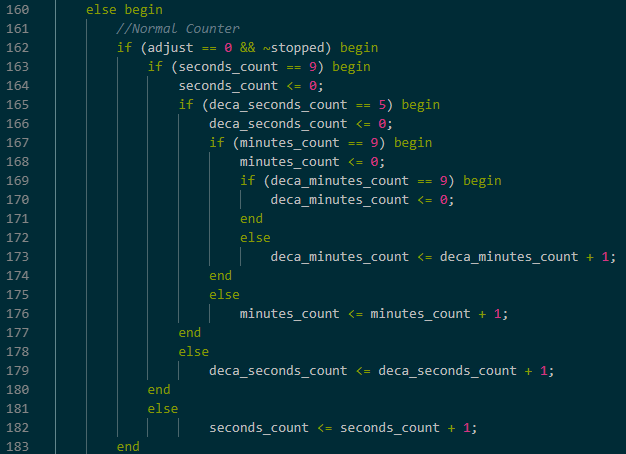 160 else begin
161 //Normal Counter
162 if (adjust == 0 && ~stopped) begin
163 if (seconds_count == 9) begin
164 seconds_count <= 0;
165 if (deca_seconds_count == 5) begin
166 deca_seconds_count <= 0;
167 if (minutes_count == 9) begin
168 minutes_count <= 0;
169 if (deca_minutes_count == 9) begin
170 deca_minutes_count <= 0;
171 end
172 else
173 deca_minutes_count <= deca_minutes_count + 1;
174 end
175 else
176 minutes_count <= minutes_count + 1;
177 end
178 else
179 deca_seconds_count <= deca_seconds_count + 1;
180 end
181 else
182 seconds_count <= seconds_count + 1;
183 end